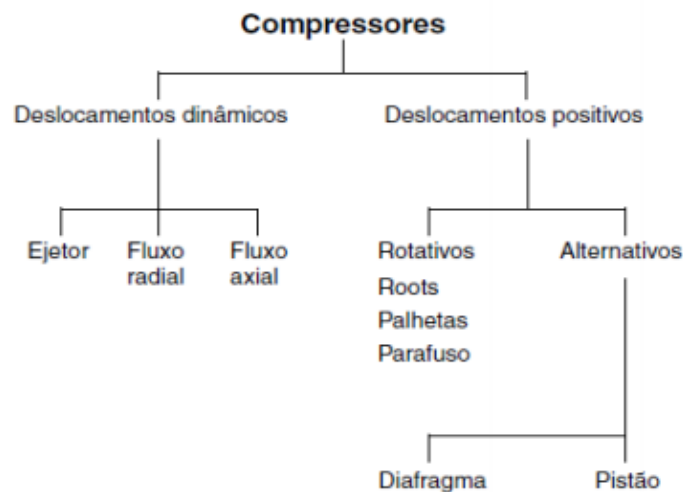 Compressores
Deslocamentos dinâmicos
Deslocamentos positivos
Ejetor
Fluxo
radial
Fluxo
axial
Rotativos
Roots
Palhetas
Parafuso
Alternativos
Diafragma
Pistão